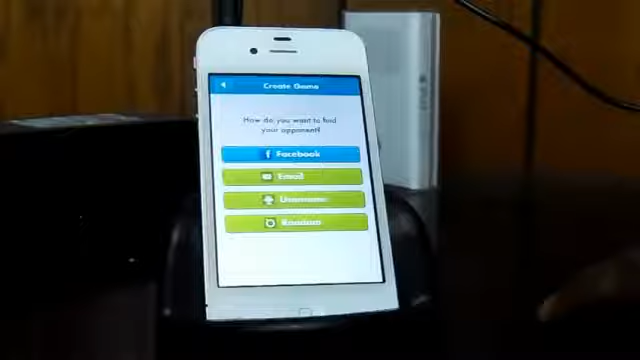 Create Game
How do you want to find
your opponent?
Facebook
Email
Username
Random